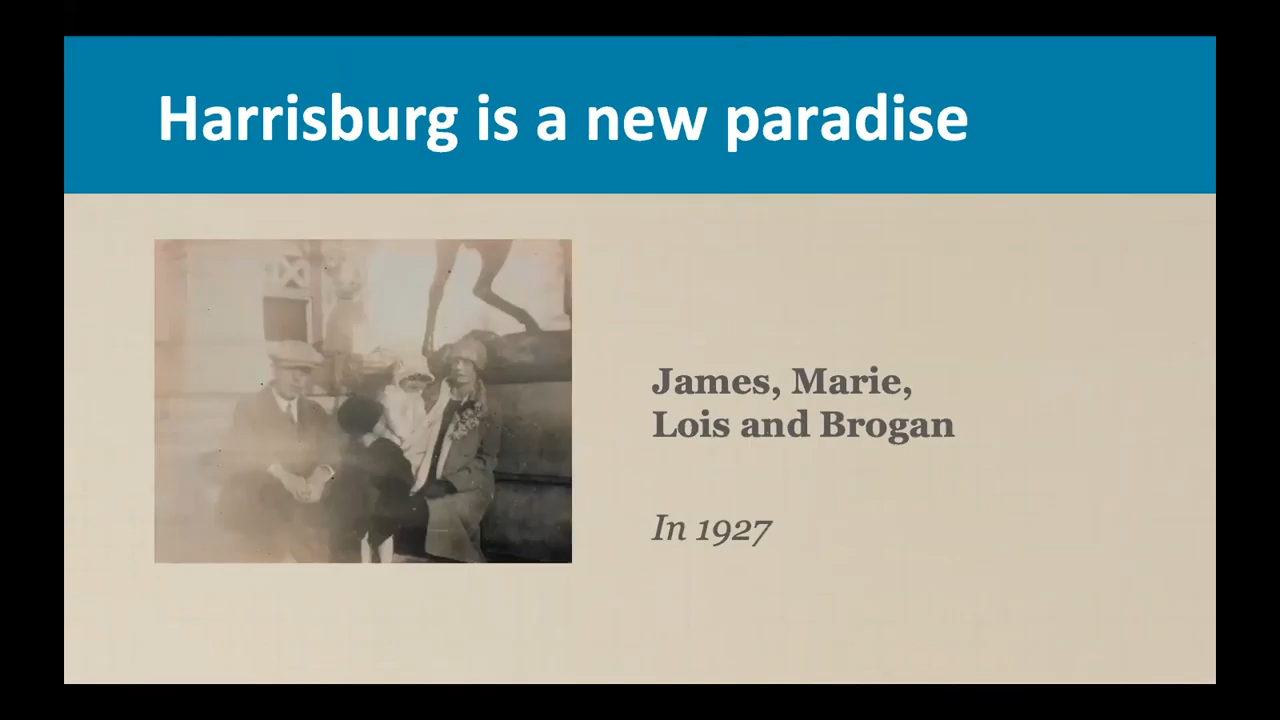 Harrisburg is a new paradise
James, Marie,
Lois and Brogan
In 1927